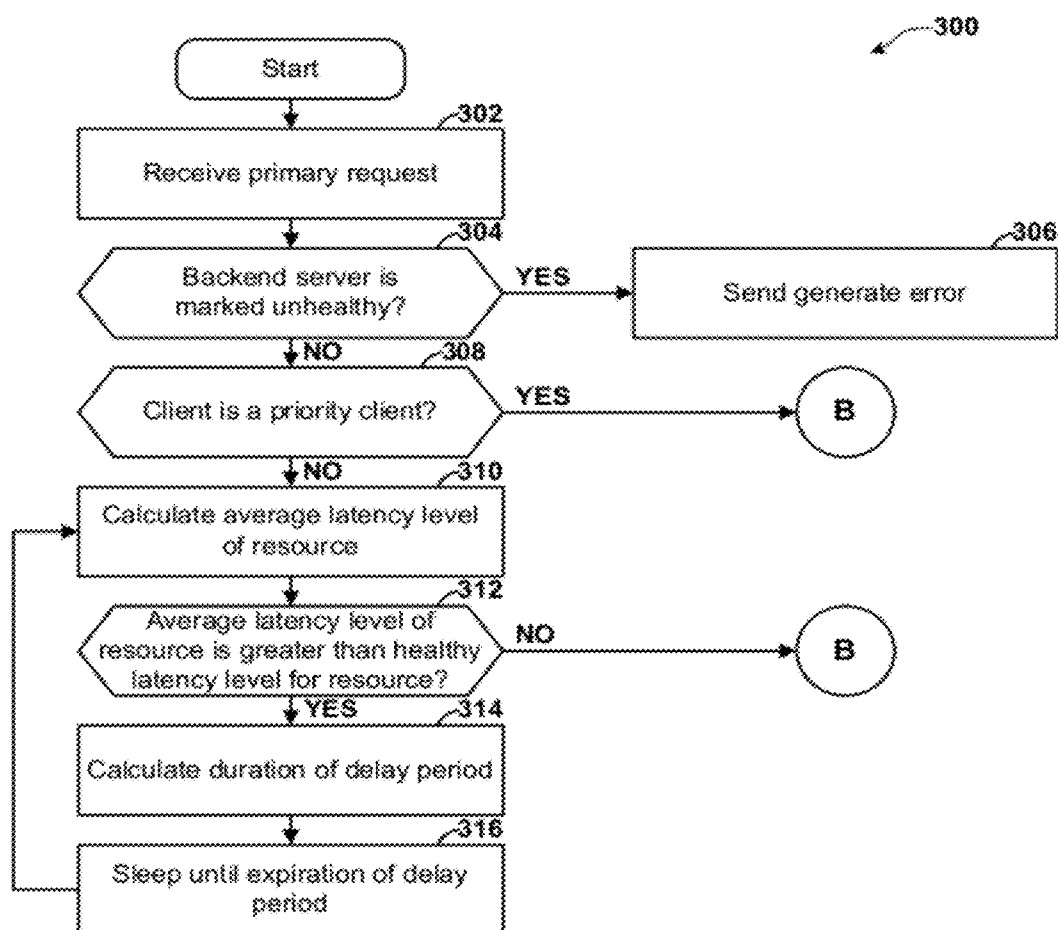 300
Start
302
Receive primary request
304
Backend server is
marked unhealthy?
YES
306
Send generate error
NO
308
Client is a priority client?
YES
B
NO
310
Calculate average latency level
of resource
312
Average latency level of
resource is greater than healthy
latency level for resource?
NO
B
YES
314
Calculate duration of delay period
316
Sleep until expiration of delay
period